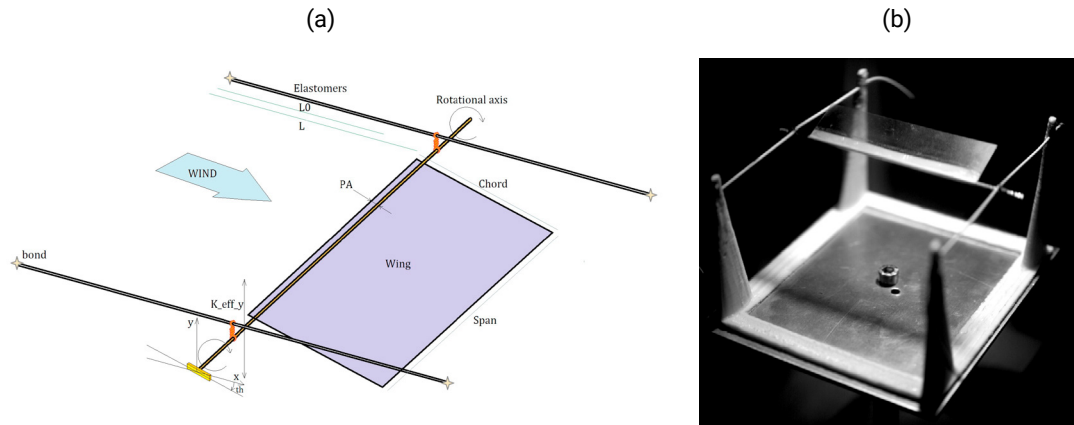 (a)
(b)
Elastomers
L0
L
Rotational axis
WIND
PA
Chord
bond
Wing
K_eff_y
y
Span
x
th